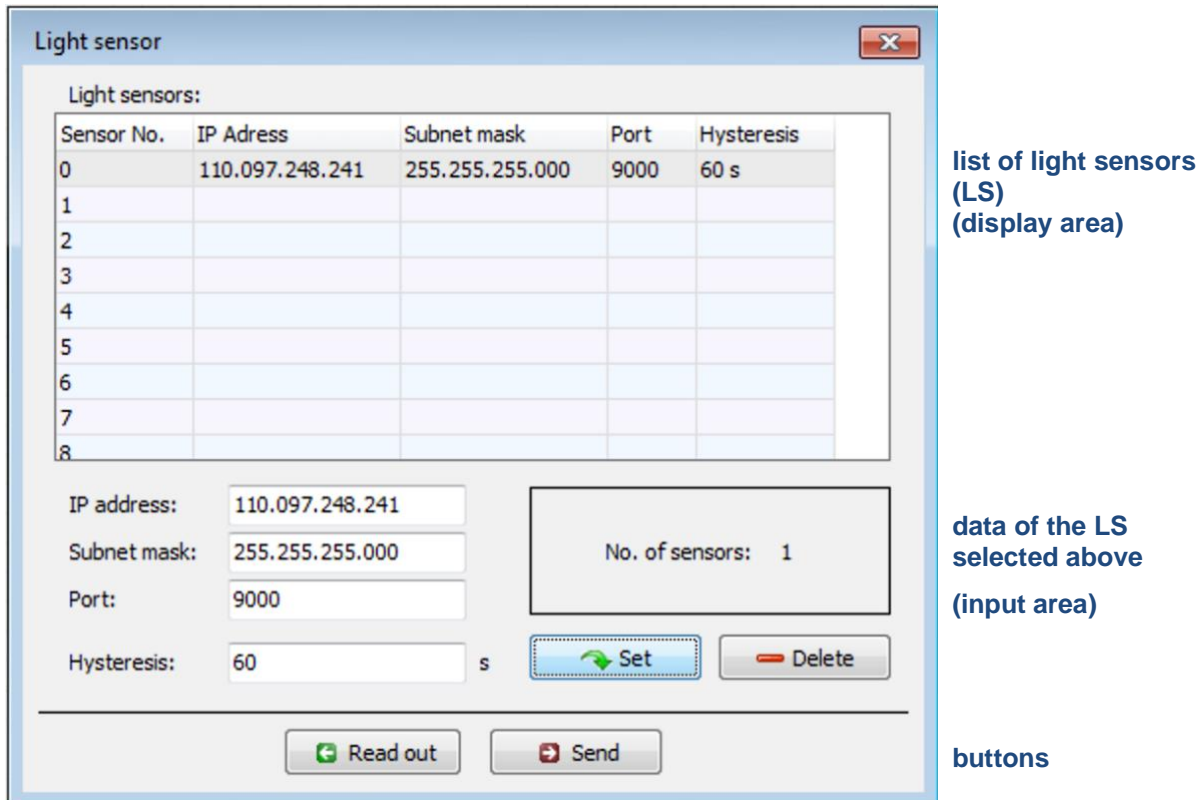 Light sensor
Light sensors:
Sensor No. IP Adress Subnet mask Port Hysteresis
0 110.097.248.241 255.255.255.000 9000 60 s
1
2
3
4
5
6
7
8
list of light sensors
(LS)
(display area)
IP address: 110.097.248.241
Subnet mask: 255.255.255.000
Port: 9000
No. of sensors: 1
Hysteresis: 60 s
Set Delete
data of the LS
selected above
(input area)
Read out Send
buttons